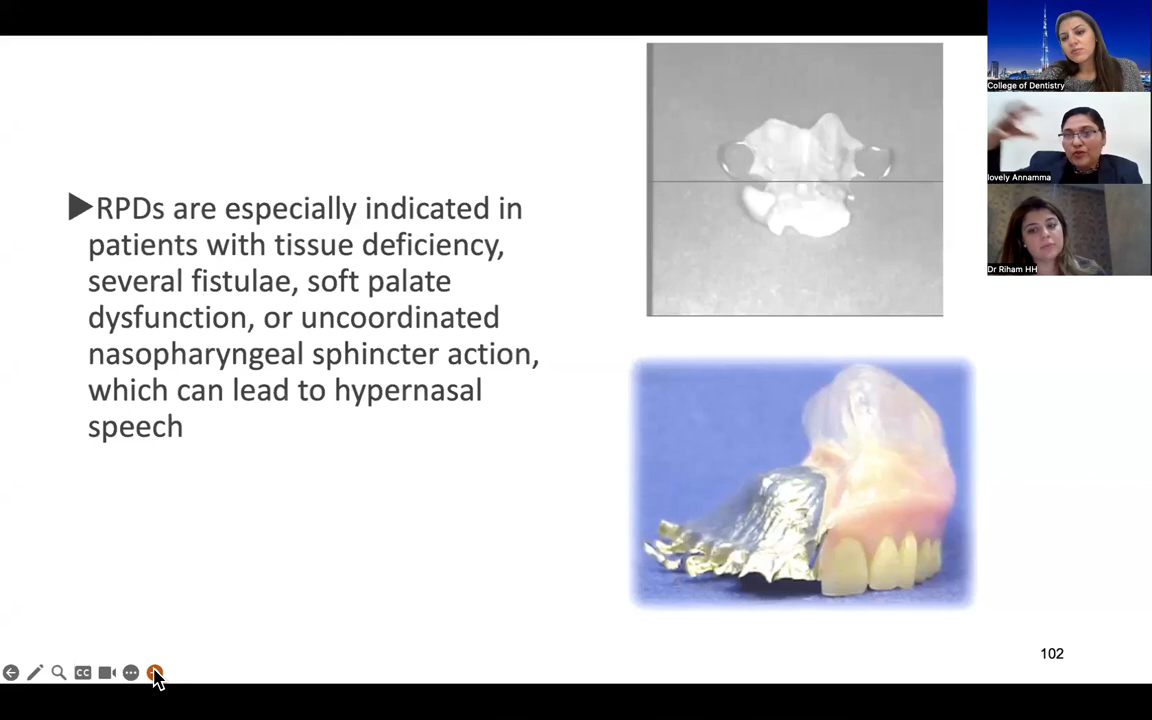 ▶RPDs are especially indicated in
patients with tissue deficiency,
several fistulae, soft palate
dysfunction, or uncoordinated
nasopharyngeal sphincter action,
which can lead to hypernasal
speech
College of Dentistry
lovely Annamma
Dr Riham HH
102
CC